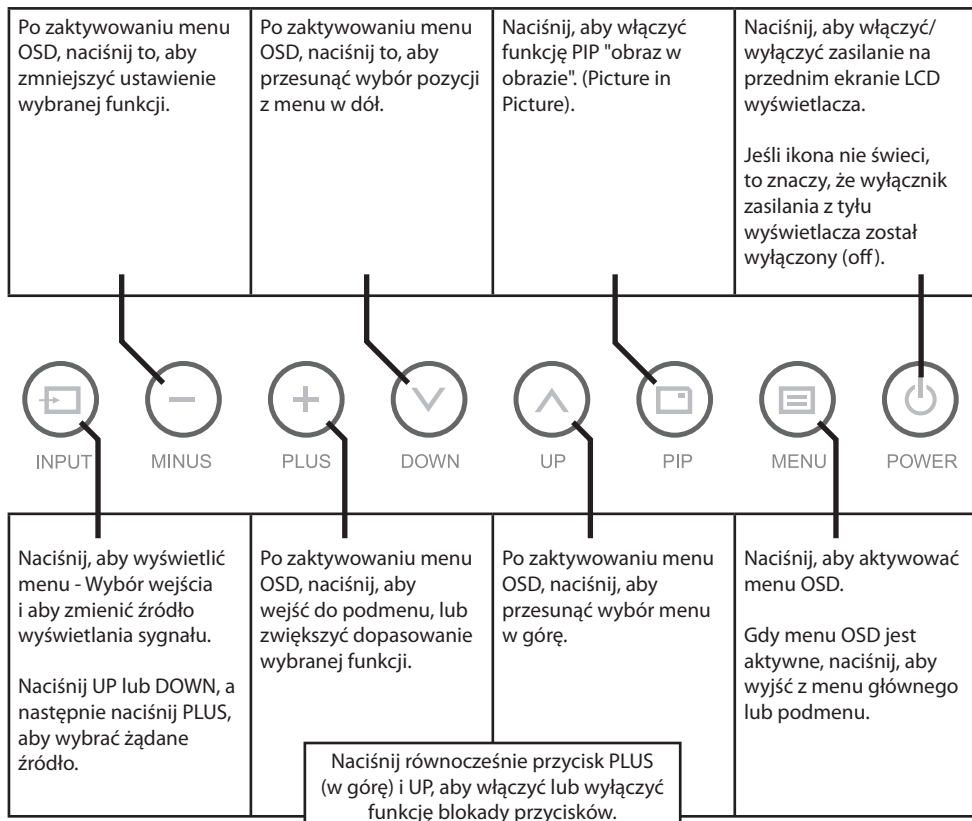 Po zaktywowaniu menu
OSD, naciśnij to, aby
zmniejszyć ustawienie
wybranej funkcji.
Po zaktywowaniu menu
OSD, naciśnij to, aby
przesunąć wybór pozycji
z menu w dół.
Naciśnij, aby włączyć
funkcję PIP "obraz w
obrazie". (Picture in
Picture).
Naciśnij, aby włączyć/
wyłączyć zasilanie na
przednim ekranie LCD
wyświetlacza.
Jeśli ikona nie świeci,
to znaczy, że wyłącznik
zasilania z tyłu
wyświetlacza został
wyłączony (off).
INPUT
MINUS
PLUS
DOWN
UP
PIP
MENU
POWER
Naciśnij, aby wyświetlić
menu - Wybór wejścia
i aby zmienić źródło
wyświetlania sygnału.
Naciśnij UP lub DOWN, a
następnie naciśnij PLUS,
aby wybrać żądane
źródło.
Po zaktywowaniu menu
OSD, naciśnij, aby
wejść do podmenu, lub
zwiększyć dopasowanie
wybranej funkcji.
Po zaktywowaniu menu
OSD, naciśnij, aby
przesunąć wybór menu
w górę.
Naciśnij, aby aktywować
menu OSD.
Gdy menu OSD jest
aktywne, naciśnij, aby
wyjść z menu głównego
lub podmenu.
Naciśnij równocześnie przycisk PLUS
(w górę) i UP, aby włączyć lub wyłączyć
funkcję blokady przycisków.